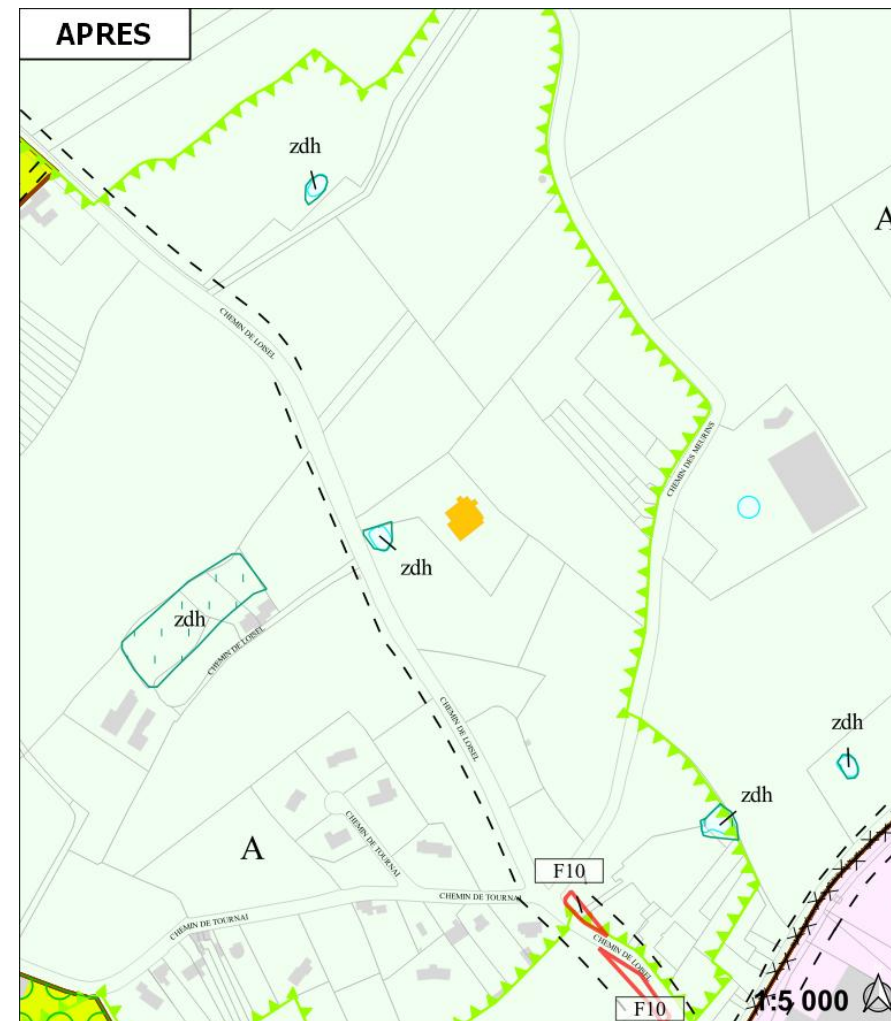 APRES
zdh
A
CHEMIN DE LOISEL
CHEMIN DES MEURINS
zdh
zdh
CHEMIN DE LOISEL
CHEMIN DE LOISEL
zdh
zdh
CHEMIN DE TOURNAI
A
F10
CHEMIN DE TOURNAI
CHEMIN DE TOURNAI
CHEMIN DE LOISEL
F10
1:5 000